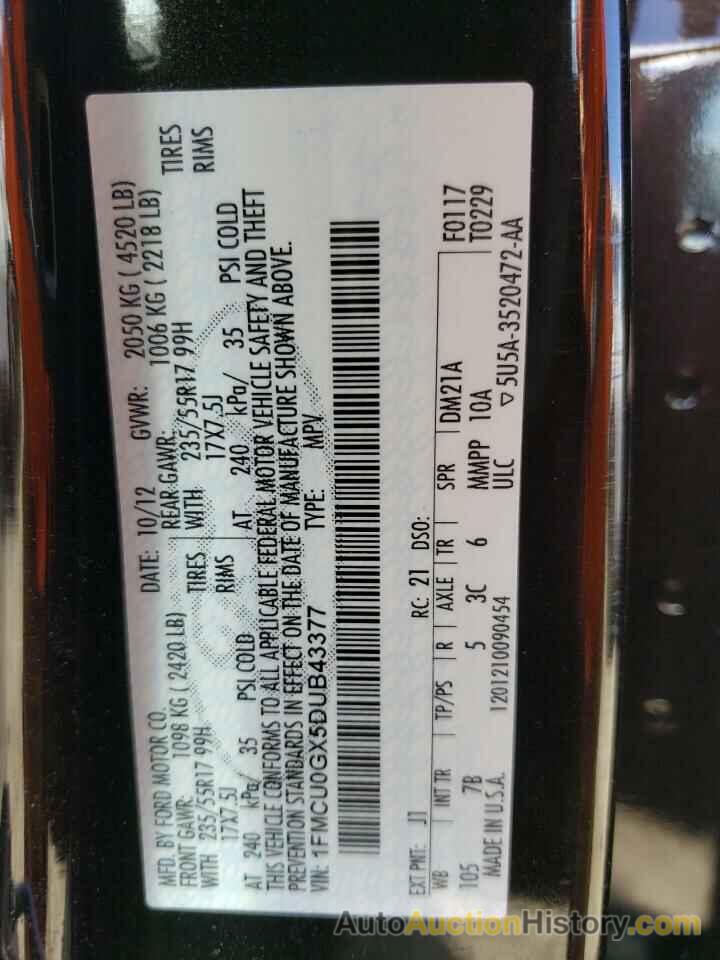 MFD. BY FORD MOTOR CO.
DATE: 10/12 GVWR: 2050 KG ( 4520 LB)
FRONT GAWR: 1098 KG ( 2420 LB) REAR GAWR: 1006 KG ( 2218 LB)
WITH 235/55R17 99H TIRES WITH 235/55R17 99H TIRES
17X7.5J RIMS 17X7.5J RIMS
AT 240 kPa/ 35 PSI COLD AT 240 kPa/ 35 PSI COLD
THIS VEHICLE CONFORMS TO ALL APPLICABLE FEDERAL MOTOR VEHICLE SAFETY AND THEFT
PREVENTION STANDARDS IN EFFECT ON THE DATE OF MANUFACTURE SHOWN ABOVE.
VIN: 1FMCU0GX5DUB43377 TYPE: MPV
F0117
T0229
EXT PNT: J1 RC: 21 DSO:
WB INT TR TP/PS R AXLE TR SPR DM21A
105 7B 5 3C 6 MMPP 10A
ULC
MADE IN U.S.A. 1201210090454 ▽5U5A-3520472-AA
AutoAuctionHistory.com